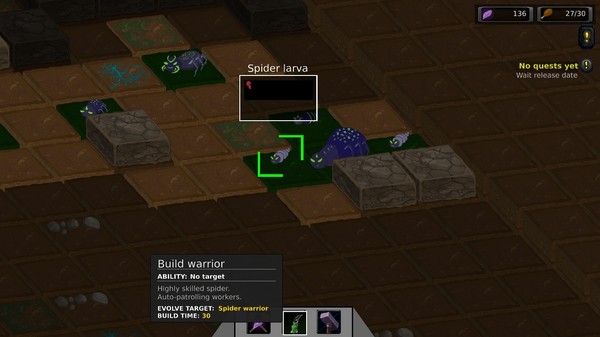 136
27/30
No quests yet
Wait release date
Spider larva
Build warrior
ABILITY: No target
Highly skilled spider.
Auto-patrolling workers.
EVOLVE TARGET: Spider warrior
BUILD TIME: 30